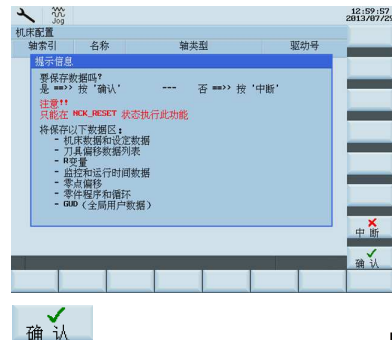 Jog
12:59:57
2013/07/29
机床配置
轴索引 名称 轴类型 驱动号
提示信息
要保存数据吗?
是 ==>> 按 '确认' --- 否 ==>> 按 '中断'
注意!!
只能在 NCK_RESET 状态执行此功能
将保存以下数据区:
- 机床数据和设定数据
- 刀具偏移数据列表
- R变量
- 监控和运行时间数据
- 零点偏移
- 零件程序和循环
- GUD (全局用户数据)
中断
确认
确认